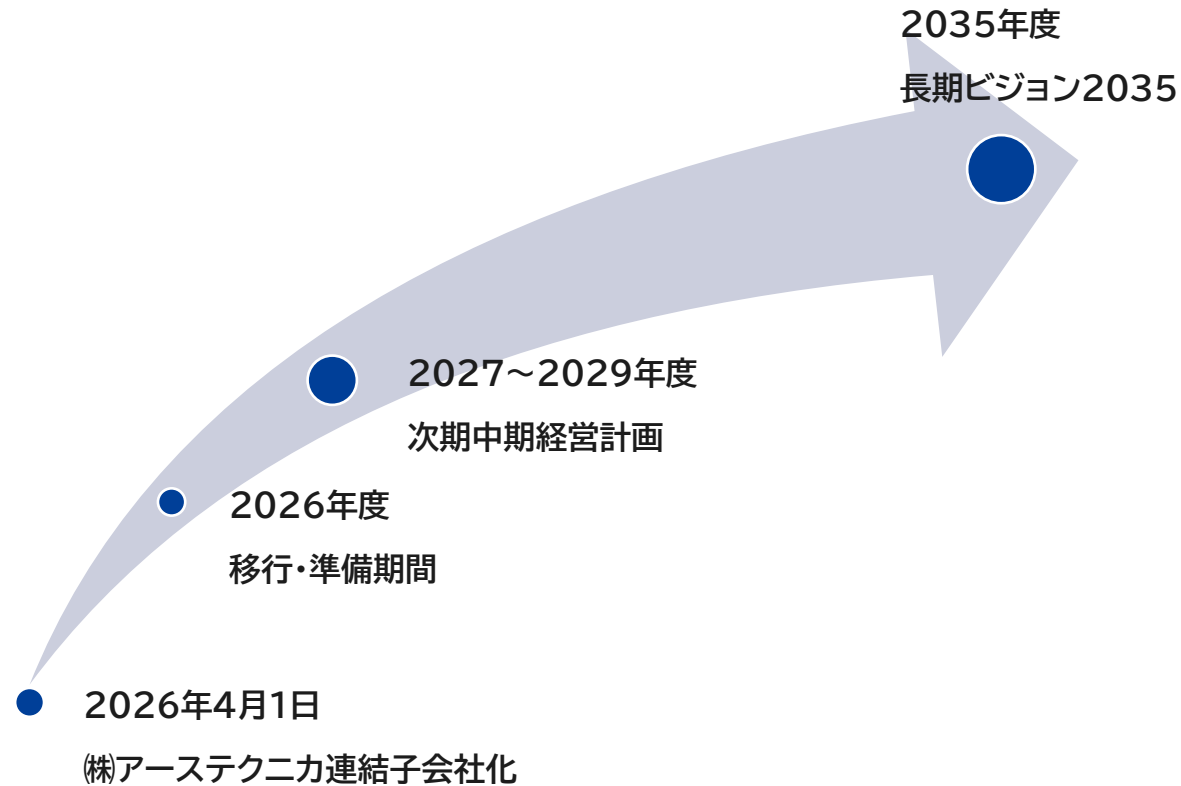 2035年度
長期ビジョン2035
2027～2029年度
次期中期経営計画
2026年度
移行・準備期間
2026年4月1日
㈱アーステクニカ連結子会社化